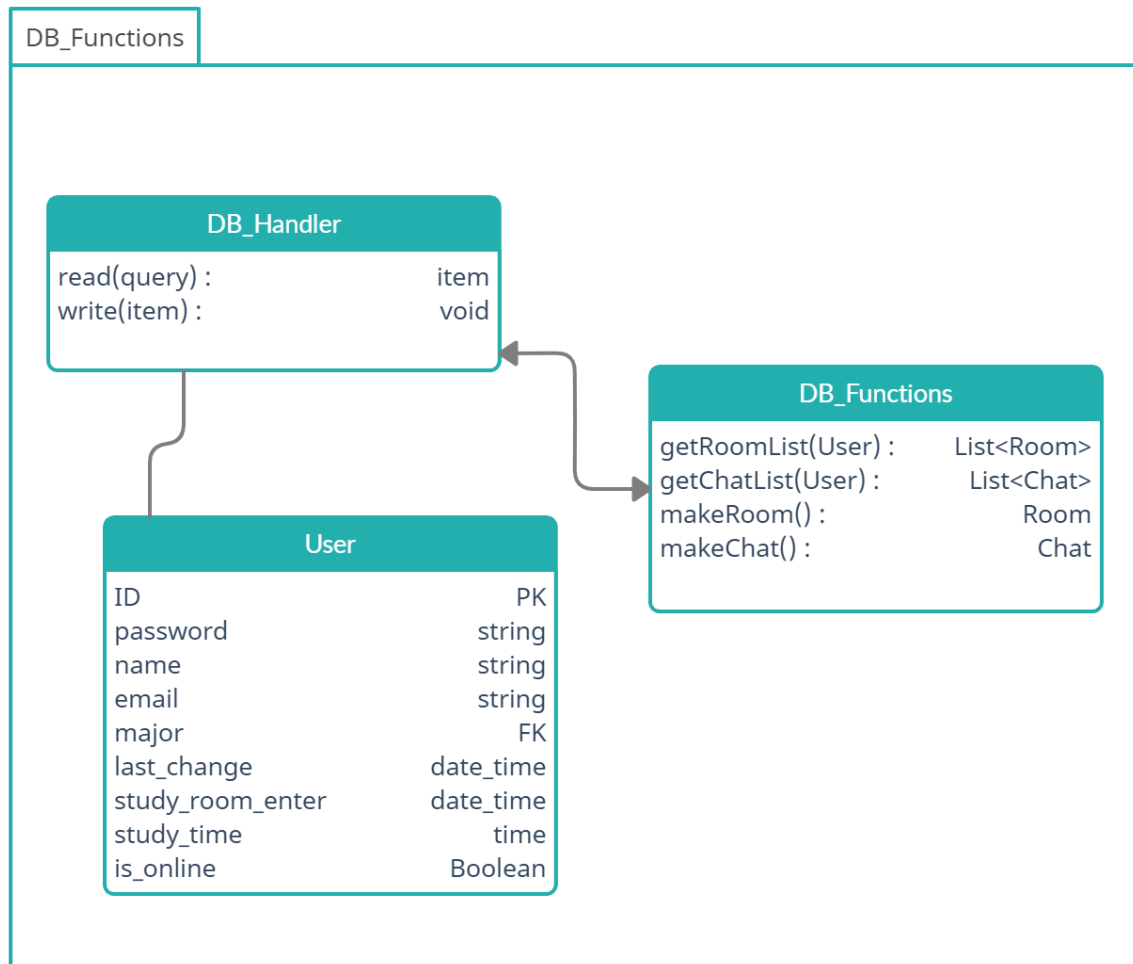 DB_Functions
DB_Handler
read(query) : item
write(item) : void
DB_Functions
getRoomList(User) : List<Room>
getChatList(User) : List<Chat>
makeRoom() : Room
makeChat() : Chat
User
ID PK
password string
name string
email string
major FK
last_change date_time
study_room_enter date_time
study_time time
is_online Boolean